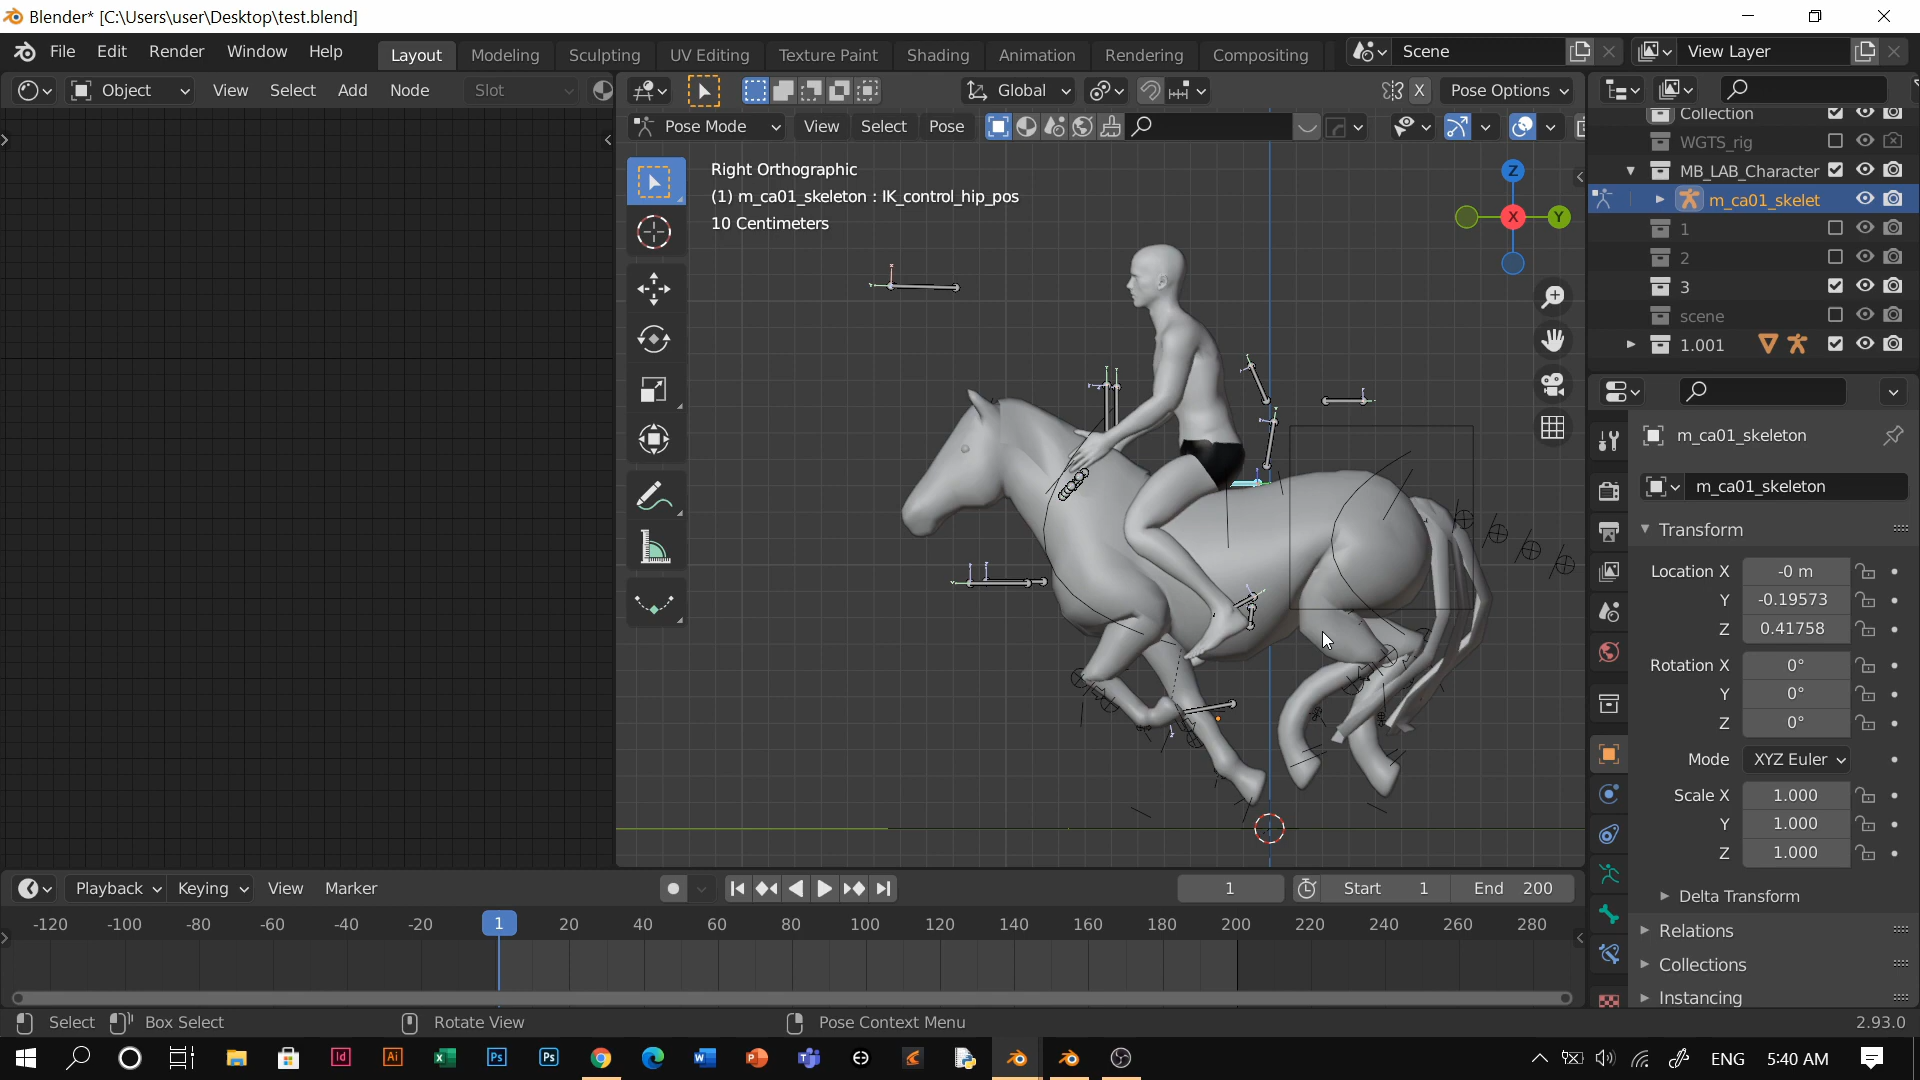 Blender* [C:\Users\user\Desktop\test.blend]
File Edit Render Window Help Layout Modeling Sculpting UV Editing Texture Paint Shading Animation Rendering Compositing Scene View Layer
Object View Select Add Node Slot Global X Pose Options
Pose Mode View Select Pose
Collection
WGTS_rig
MB_LAB_Character
m_ca01_skelet
1
2
3
scene
1.001
Right Orthographic
(1) m_ca01_skeleton : IK_control_hip_pos
10 Centimeters
Z
X
Y
m_ca01_skeleton
m_ca01_skeleton
Transform
Location X -0 m
Y -0.19573
Z 0.41758
Rotation X 0°
Y 0°
Z 0°
Mode XYZ Euler
Scale X 1.000
Y 1.000
Z 1.000
Delta Transform
Relations
Collections
Instancing
Playback Keying View Marker 1 Start 1 End 200
-120 -100 -80 -60 -40 -20 1 20 40 60 80 100 120 140 160 180 200 220 240 260 280
Select Box Select Rotate View Pose Context Menu 2.93.0
Id Ai Ps Ps ENG 5:40 AM